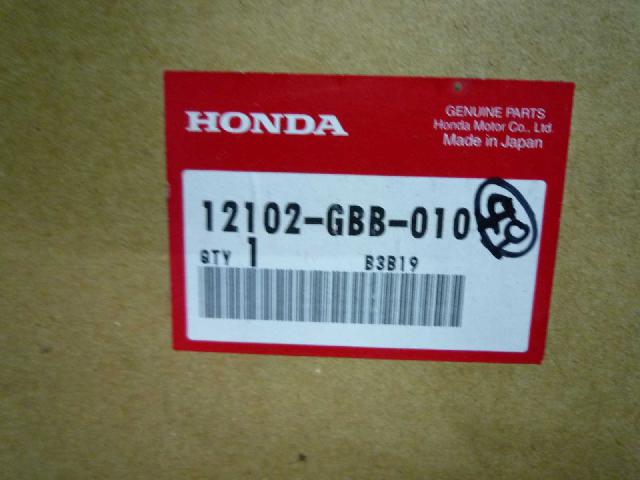 HONDA
GENUINE PARTS
Honda Motor Co., Ltd.
Made in Japan
12102-GBB-010
QTY 1 B3B19